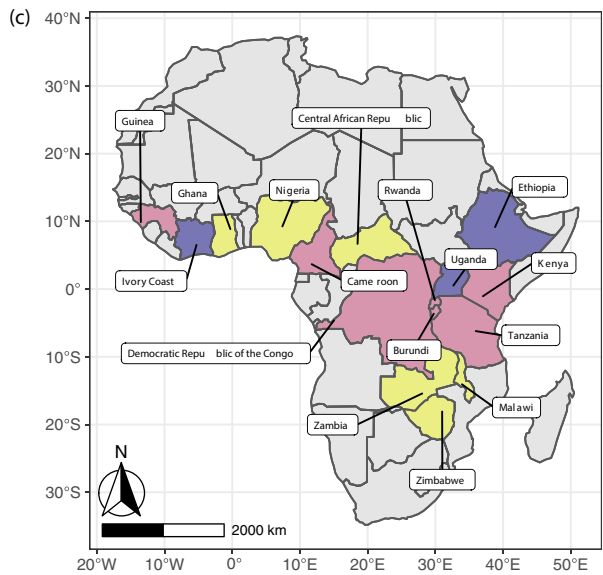 (c)
40°N
30°N
20°N
10°N
0°
10°S
20°S
30°S
Guinea
Central African Repu blic
Ghana
Nigeria
Rwanda
Ethiopia
Uganda
Kenya
Ivory Coast
Came roon
Democratic Repu blic of the Congo
Burundi
Tanzania
Zambia
Malawi
Zimbabwe
N
2000 km
20°W 10°W 0° 10°E 20°E 30°E 40°E 50°E